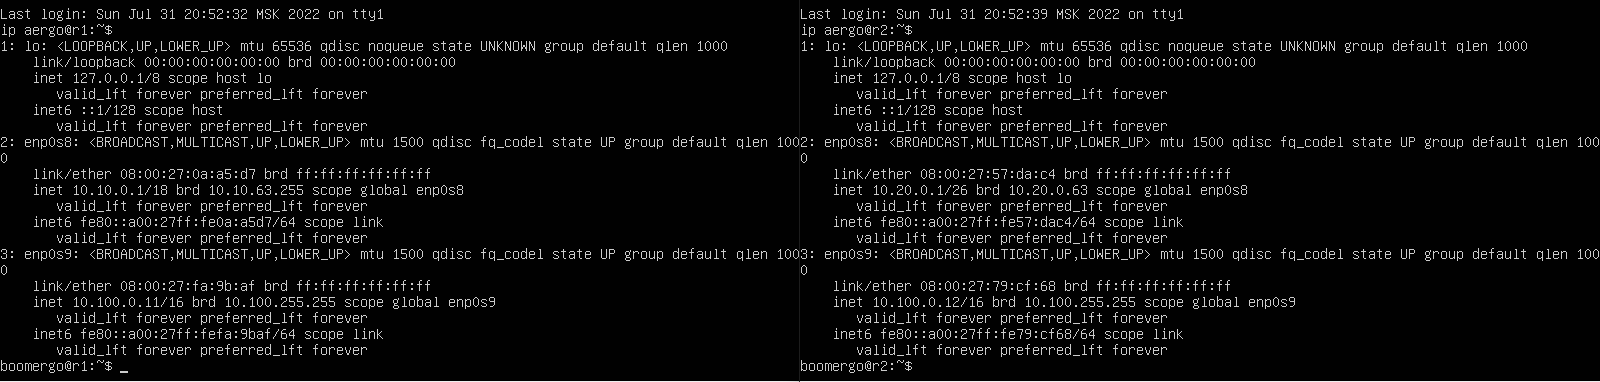 Last login: Sun Jul 31 20:52:32 MSK 2022 on tty1
ip aergo@r1:~$
1: lo: <LOOPBACK,UP,LOWER_UP> mtu 65536 qdisc noqueue state UNKNOWN group default qlen 1000
    link/loopback 00:00:00:00:00:00 brd 00:00:00:00:00:00
    inet 127.0.0.1/8 scope host lo
       valid_lft forever preferred_lft forever
    inet6 ::1/128 scope host
       valid_lft forever preferred_lft forever
2: enp0s8: <BROADCAST,MULTICAST,UP,LOWER_UP> mtu 1500 qdisc fq_codel state UP group default qlen 100
0
    link/ether 08:00:27:0a:a5:d7 brd ff:ff:ff:ff:ff:ff
    inet 10.10.0.1/18 brd 10.10.63.255 scope global enp0s8
       valid_lft forever preferred_lft forever
    inet6 fe80::a00:27ff:fe0a:a5d7/64 scope link
       valid_lft forever preferred_lft forever
3: enp0s9: <BROADCAST,MULTICAST,UP,LOWER_UP> mtu 1500 qdisc fq_codel state UP group default qlen 100
0
    link/ether 08:00:27:fa:9b:af brd ff:ff:ff:ff:ff:ff
    inet 10.100.0.11/16 brd 10.100.255.255 scope global enp0s9
       valid_lft forever preferred_lft forever
    inet6 fe80::a00:27ff:fefa:9baf/64 scope link
       valid_lft forever preferred_lft forever
boomergo@r1:~$ _
Last login: Sun Jul 31 20:52:39 MSK 2022 on tty1
ip aergo@r2:~$
1: lo: <LOOPBACK,UP,LOWER_UP> mtu 65536 qdisc noqueue state UNKNOWN group default qlen 1000
    link/loopback 00:00:00:00:00:00 brd 00:00:00:00:00:00
    inet 127.0.0.1/8 scope host lo
       valid_lft forever preferred_lft forever
    inet6 ::1/128 scope host
       valid_lft forever preferred_lft forever
2: enp0s8: <BROADCAST,MULTICAST,UP,LOWER_UP> mtu 1500 qdisc fq_codel state UP group default qlen 100
0
    link/ether 08:00:27:57:da:c4 brd ff:ff:ff:ff:ff:ff
    inet 10.20.0.1/26 brd 10.20.0.63 scope global enp0s8
       valid_lft forever preferred_lft forever
    inet6 fe80::a00:27ff:fe57:dac4/64 scope link
       valid_lft forever preferred_lft forever
3: enp0s9: <BROADCAST,MULTICAST,UP,LOWER_UP> mtu 1500 qdisc fq_codel state UP group default qlen 100
0
    link/ether 08:00:27:79:cf:68 brd ff:ff:ff:ff:ff:ff
    inet 10.100.0.12/16 brd 10.100.255.255 scope global enp0s9
       valid_lft forever preferred_lft forever
    inet6 fe80::a00:27ff:fe79:cf68/64 scope link
       valid_lft forever preferred_lft forever
boomergo@r2:~$